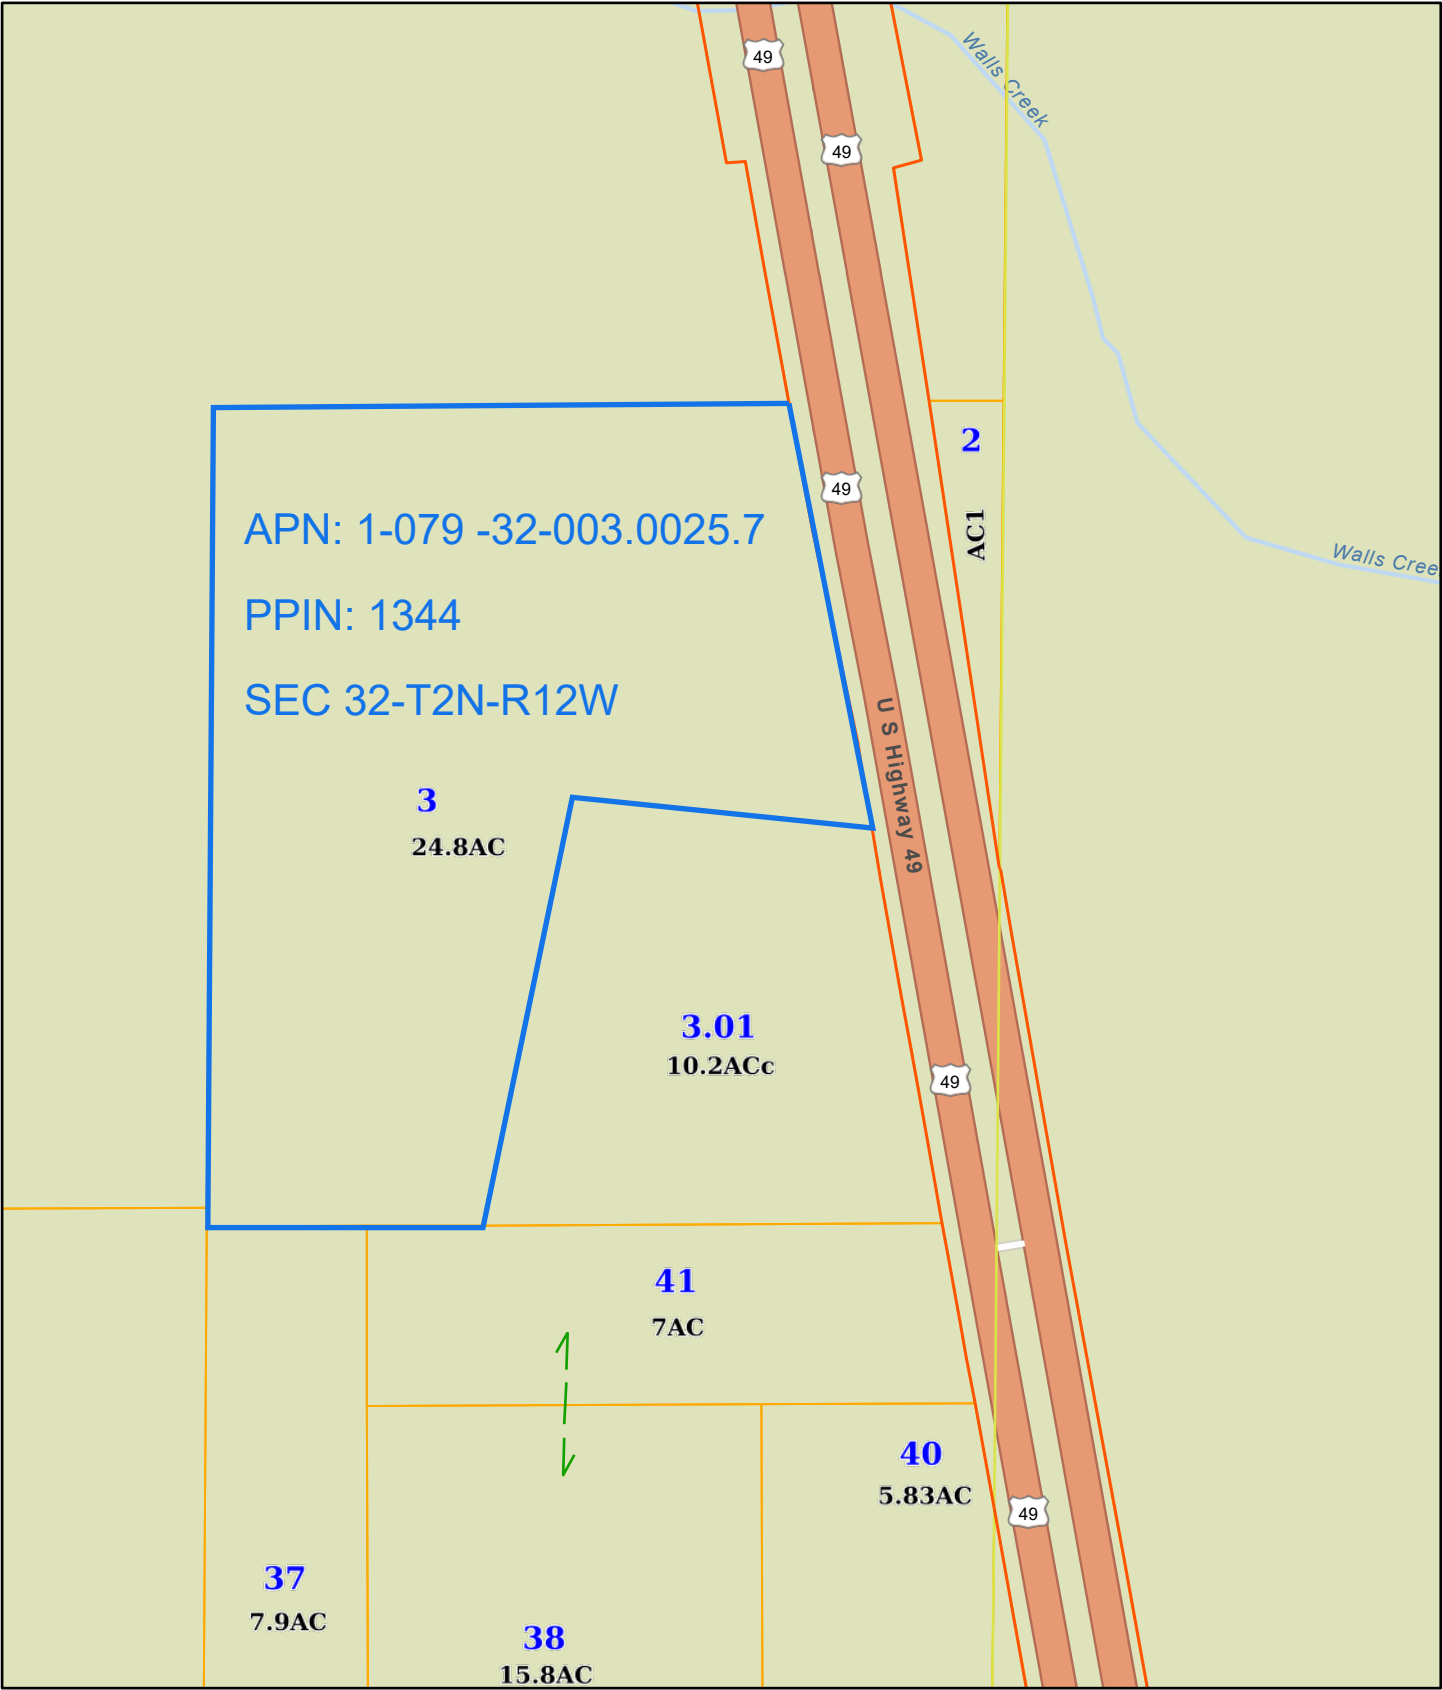 49
Walls Creek
49
2
49
AC1
APN: 1-079 -32-003.0025.7
Walls Cree
PPIN: 1344
SEC 32-T2N-R12W
U S Highway 49
3
24.8AC
3.01
10.2ACc
49
41
7AC
40
5.83AC
49
37
7.9AC
38
15.8AC